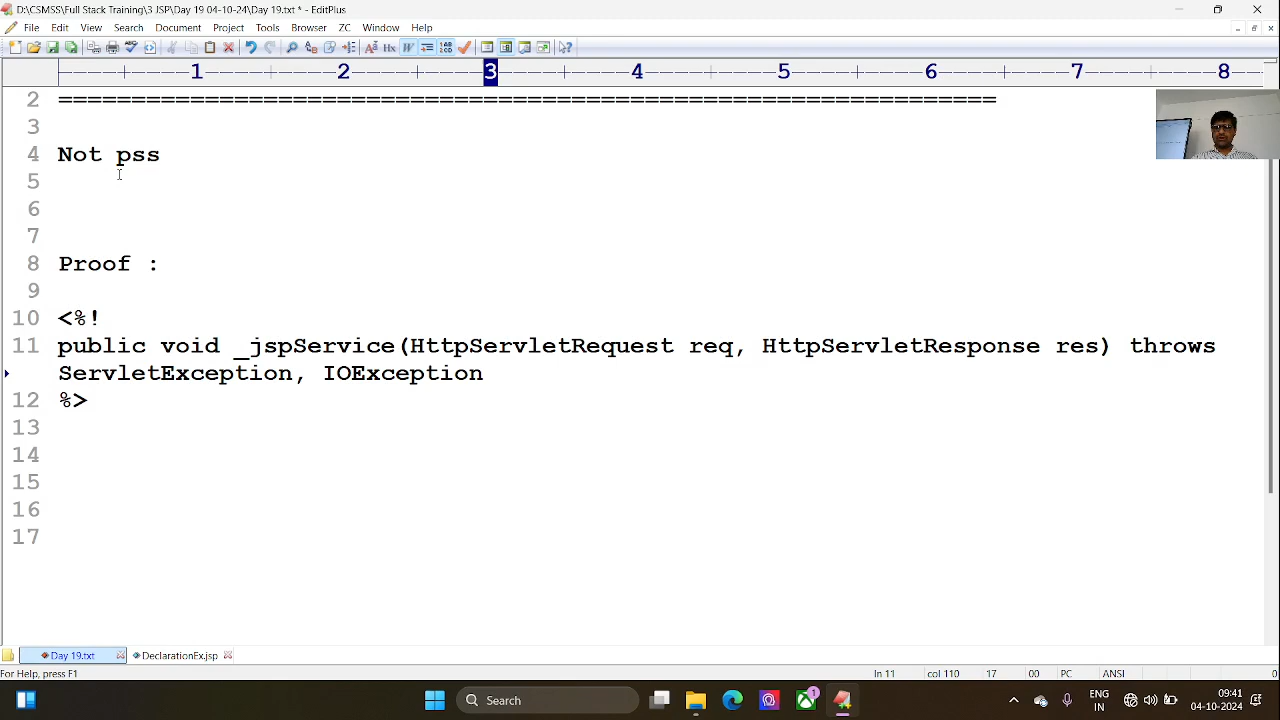 D:\CSMSS\Full Stack Training\3 JSP\Day 19 04-10-24\Day 19.txt * - EditPlus
File Edit View Search Document Project Tools Browser ZC Window Help
1 2 3 4 5 6 7 8
2 ================================================================
3
4 Not pss
5
6
7
8 Proof :
9
10 <%!
11 public void _jspService(HttpServletRequest req, HttpServletResponse res) throws
ServletException, IOException
12 %>
13
14
15
16
17
Day 19.txt DeclarationEx.jsp
For Help, press F1 ln 11 col 110 17 00 PC ANSI 0
Search 1 ENG 09:41
IN 04-10-2024